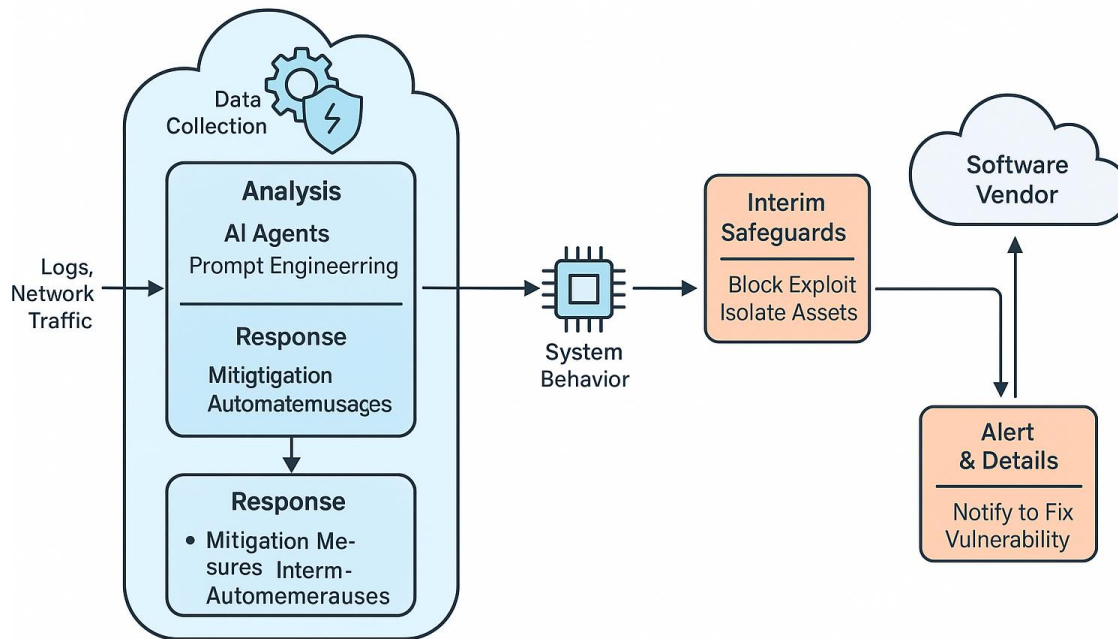 Data
Collection
Analysis
AI Agents
Prompt Engineerring
Response
Mitigtigation
Automatemusages
Response
• Mitigation Me-
sures Interm-
Automemerauses
Logs,
Network
Traffic
System
Behavior
Interim
Safeguards
Block Exploit
Isolate Assets
Software
Vendor
Alert
& Details
Notify to Fix
Vulnerability